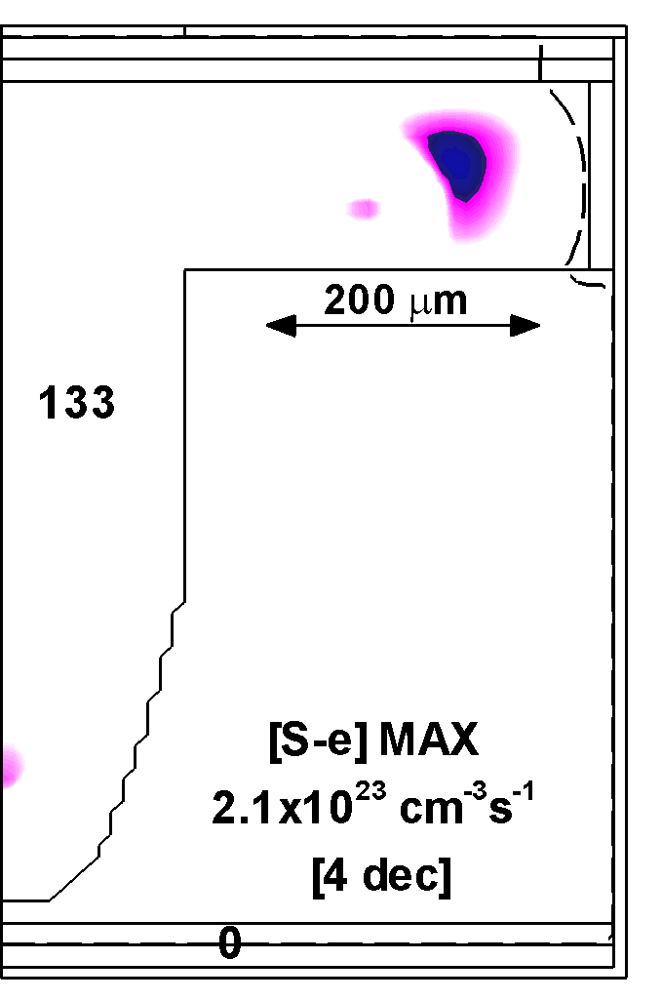 200 μm
133
[S-e] MAX
2.1x10²³ cm⁻³s⁻¹
[4 dec]
0